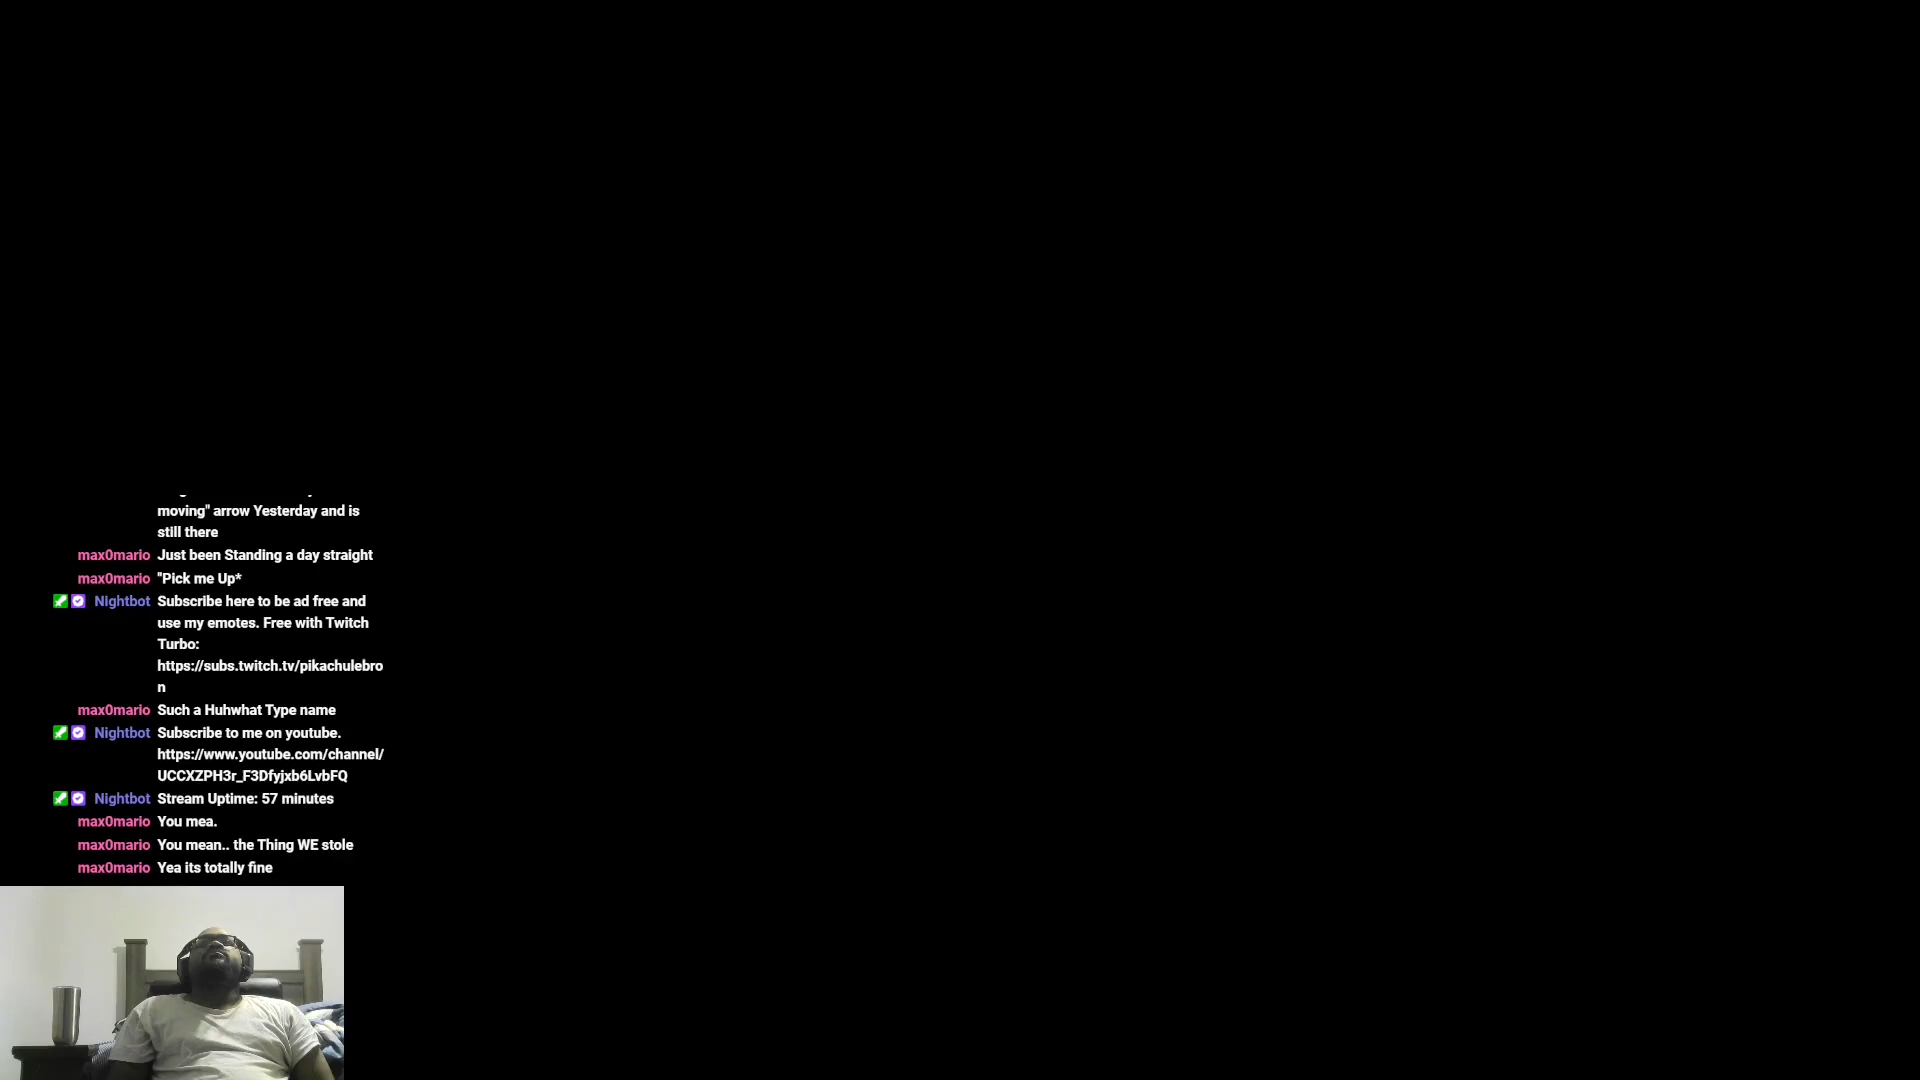 moving" arrow Yesterday and is
still there
max0mario Just been Standing a day straight
max0mario "Pick me Up*
Nightbot Subscribe here to be ad free and
use my emotes. Free with Twitch
Turbo:
https://subs.twitch.tv/pikachulebro
n
max0mario Such a Huhwhat Type name
Nightbot Subscribe to me on youtube.
https://www.youtube.com/channel/
UCCXZPH3r_F3Dfyjxb6LvbFQ
Nightbot Stream Uptime: 57 minutes
max0mario You mea.
max0mario You mean.. the Thing WE stole
max0mario Yea its totally fine